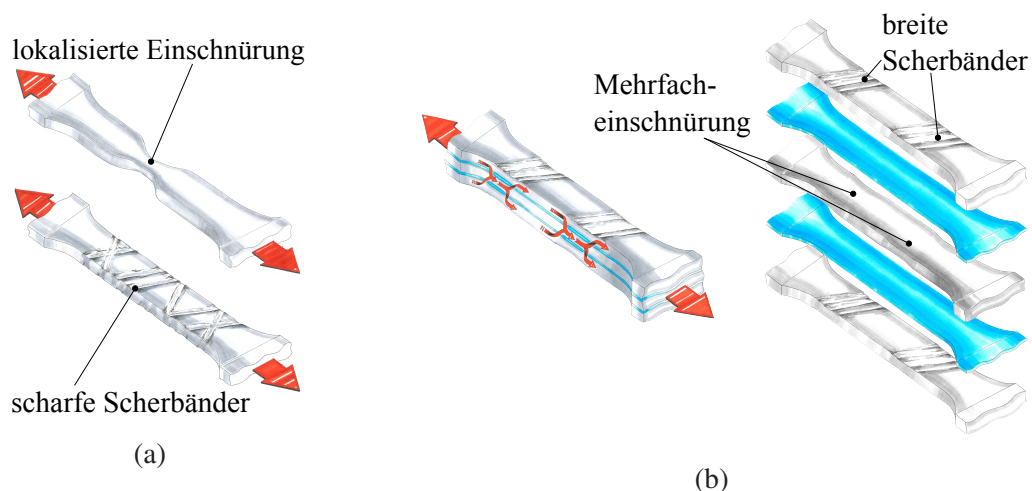 lokalisierte Einschnürung
scharfe Scherbänder
(a)
breite
Scherbänder
Mehrfach-
einschnürung
(b)